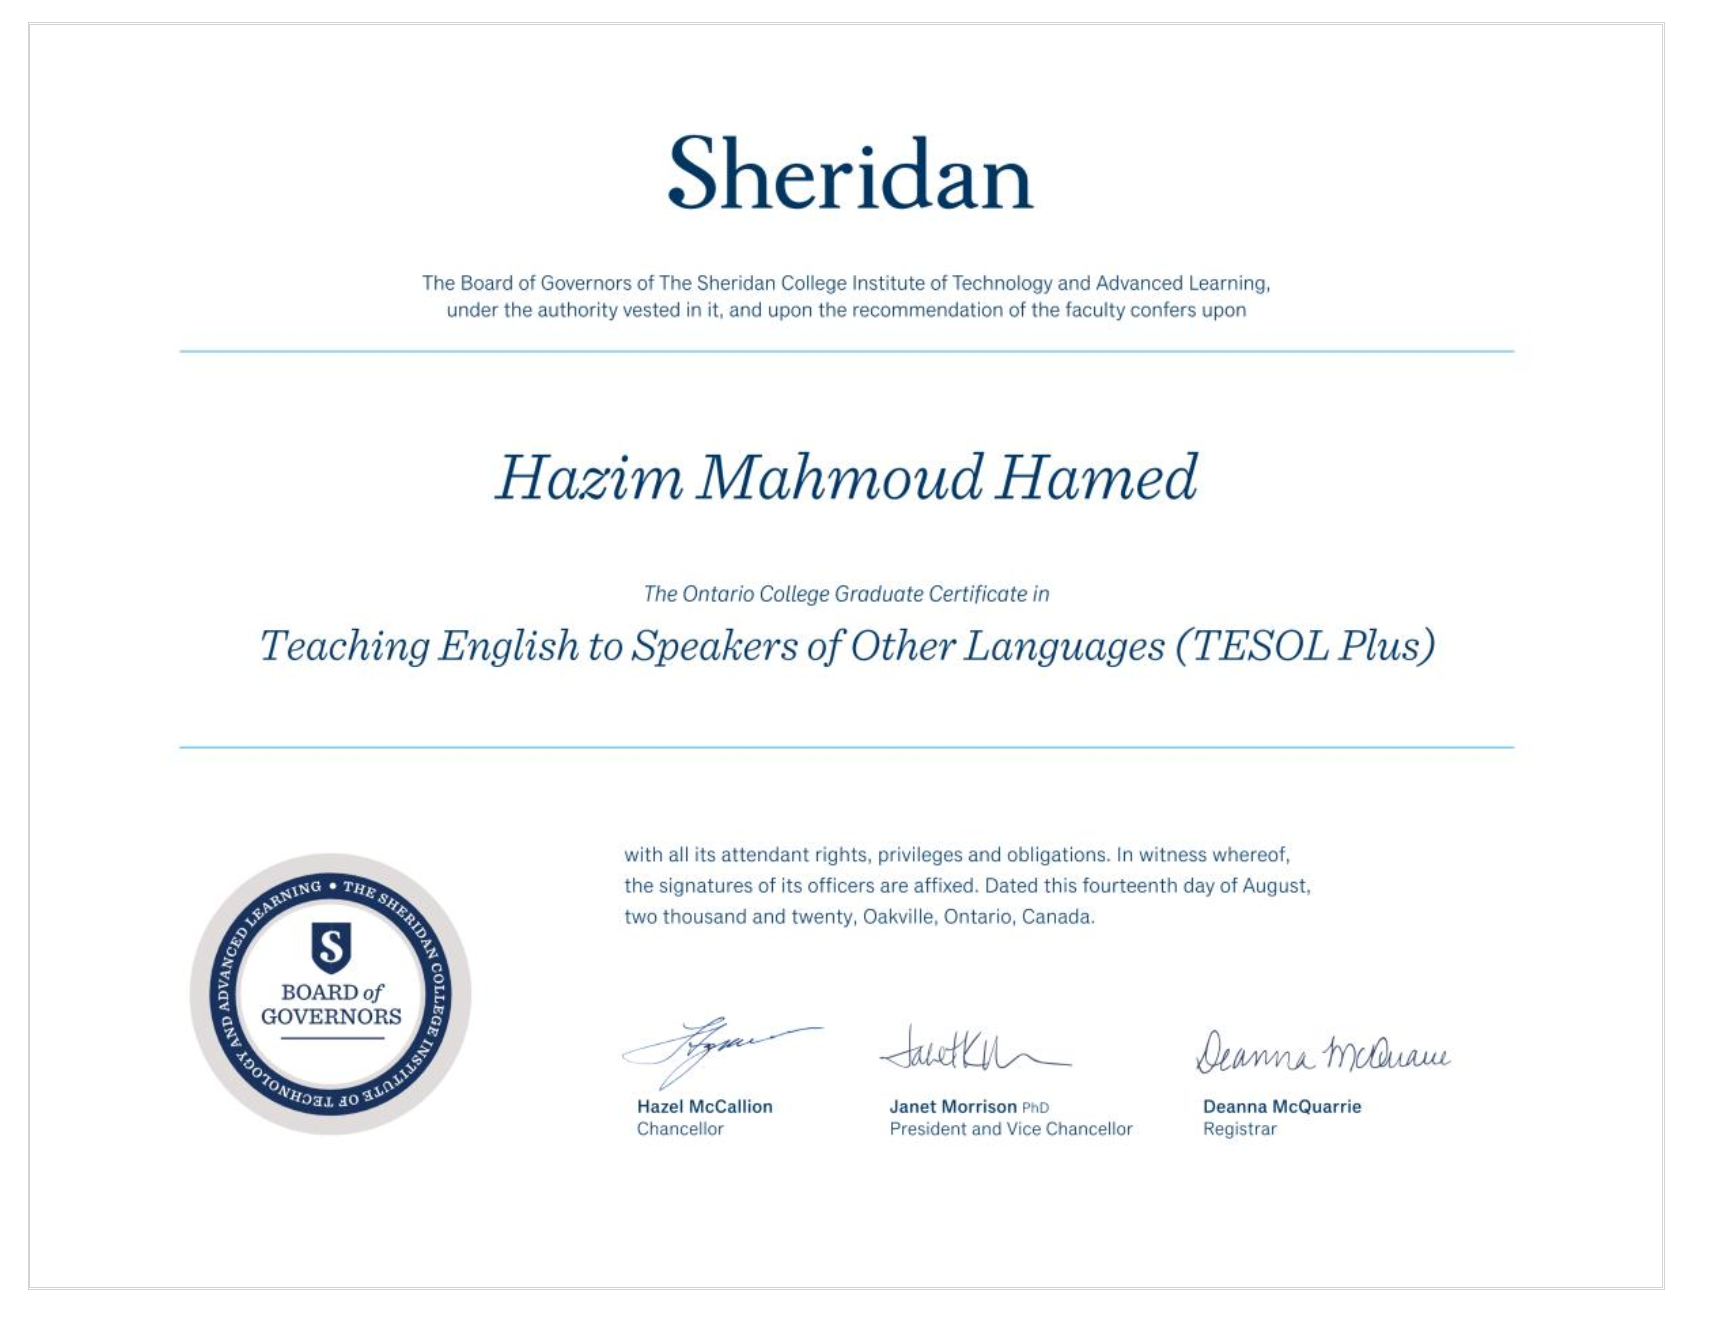 Sheridan
The Board of Governors of The Sheridan College Institute of Technology and Advanced Learning,
under the authority vested in it, and upon the recommendation of the faculty confers upon
Hazim Mahmoud Hamed
The Ontario College Graduate Certificate in
Teaching English to Speakers of Other Languages (TESOL Plus)
with all its attendant rights, privileges and obligations. In witness whereof,
the signatures of its officers are affixed. Dated this fourteenth day of August,
two thousand and twenty, Oakville, Ontario, Canada.
THE SHERIDAN COLLEGE INSTITUTE OF TECHNOLOGY AND ADVANCED LEARNING •
S
BOARD of
GOVERNORS
Deanna McQuarrie
Hazel McCallion
Chancellor
Janet Morrison PhD
President and Vice Chancellor
Deanna McQuarrie
Registrar